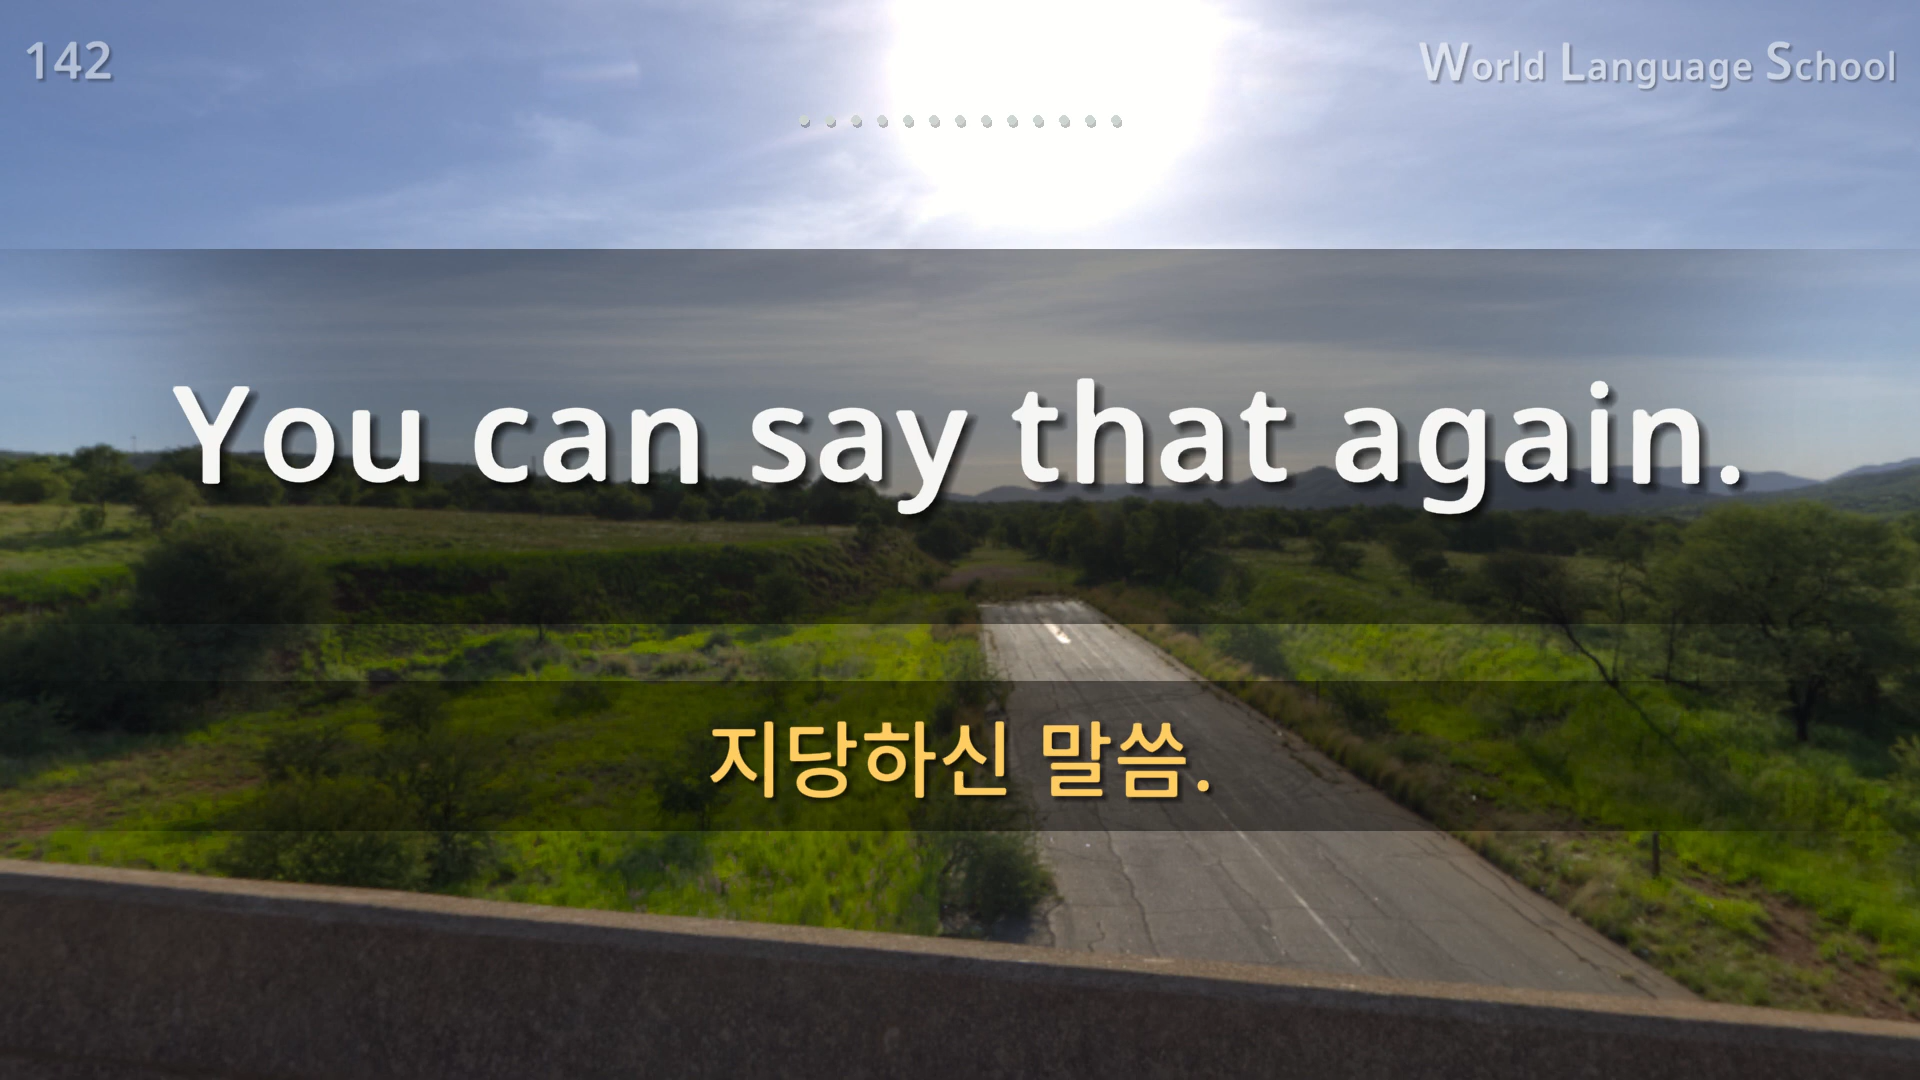 142
World Language School
You can say that again.
지당하신 말씀.